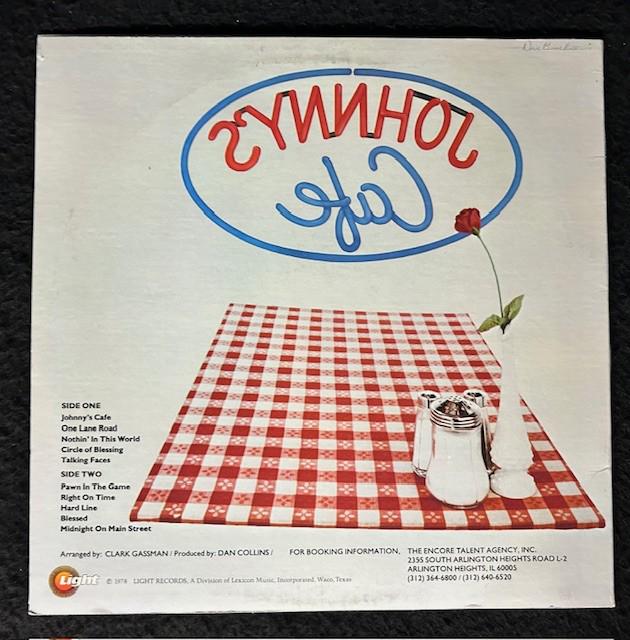 JOHNNY'S
Cafe
SIDE ONE
Johnny's Cafe
One Lane Road
Nothin' In This World
Circle of Blessing
Talking Faces
SIDE TWO
Pawn In The Game
Right On Time
Hard Line
Blessed
Midnight On Main Street
Arranged by: CLARK GASSMAN / Produced by: DAN COLLINS / FOR BOOKING INFORMATION, THE ENCORE TALENT AGENCY, INC.
2355 SOUTH ARLINGTON HEIGHTS ROAD L-2
ARLINGTON HEIGHTS, IL 60005
(312) 364-6800 / (312) 640-6520
Light ℗ 1978 LIGHT RECORDS, A Division of Lexicon Music, Incorporated, Waco, Texas